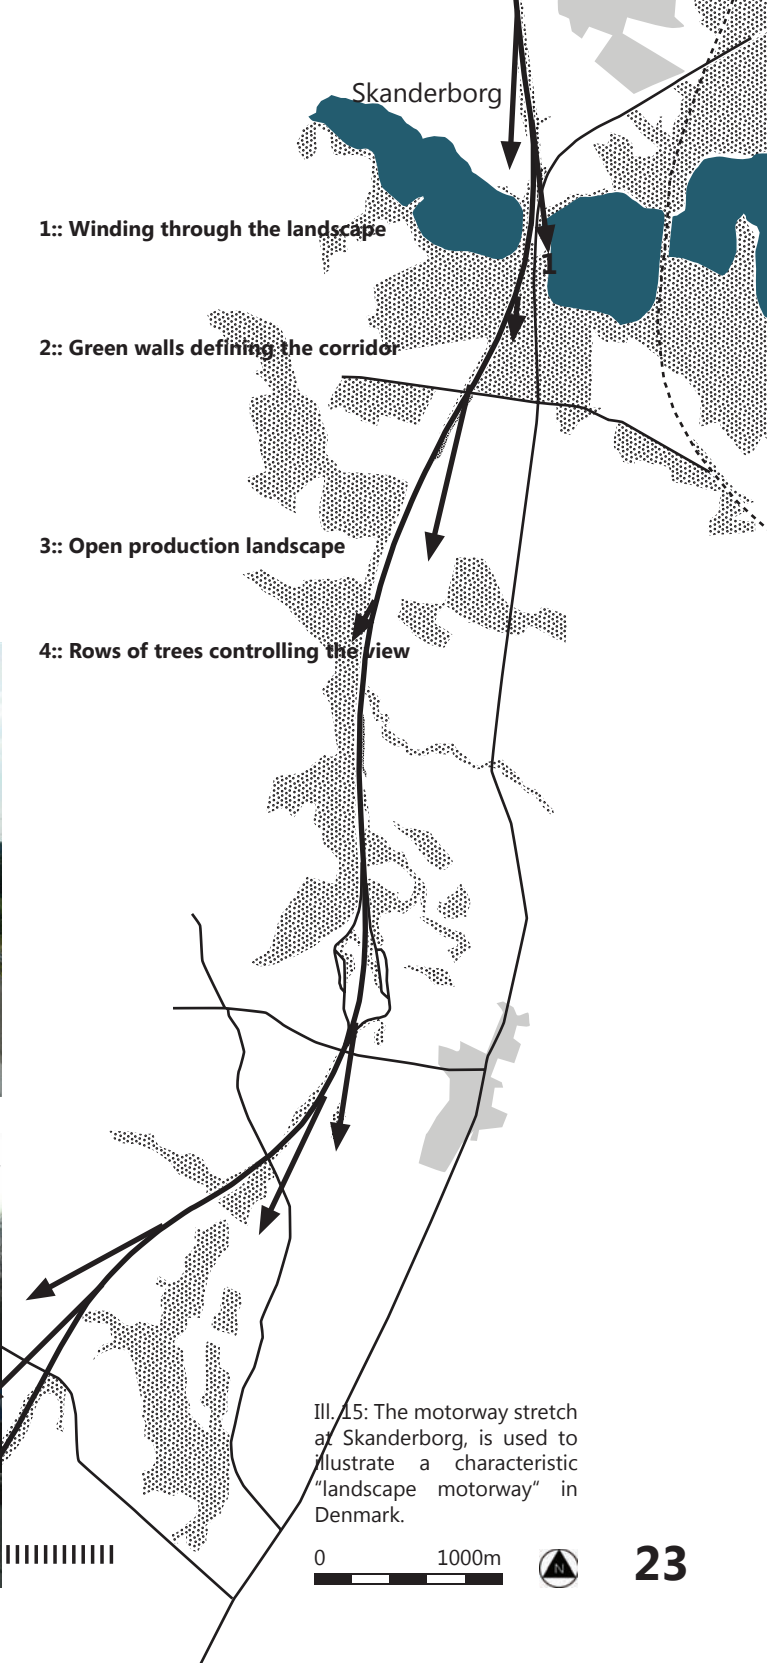 Skanderborg
1:: Winding through the landscape
1
2:: Green walls defining the corridor
3:: Open production landscape
4:: Rows of trees controlling the view
Ill. 15: The motorway stretch
at Skanderborg, is used to
illustrate a characteristic
“landscape motorway“ in
Denmark.
0 1000m
N
23